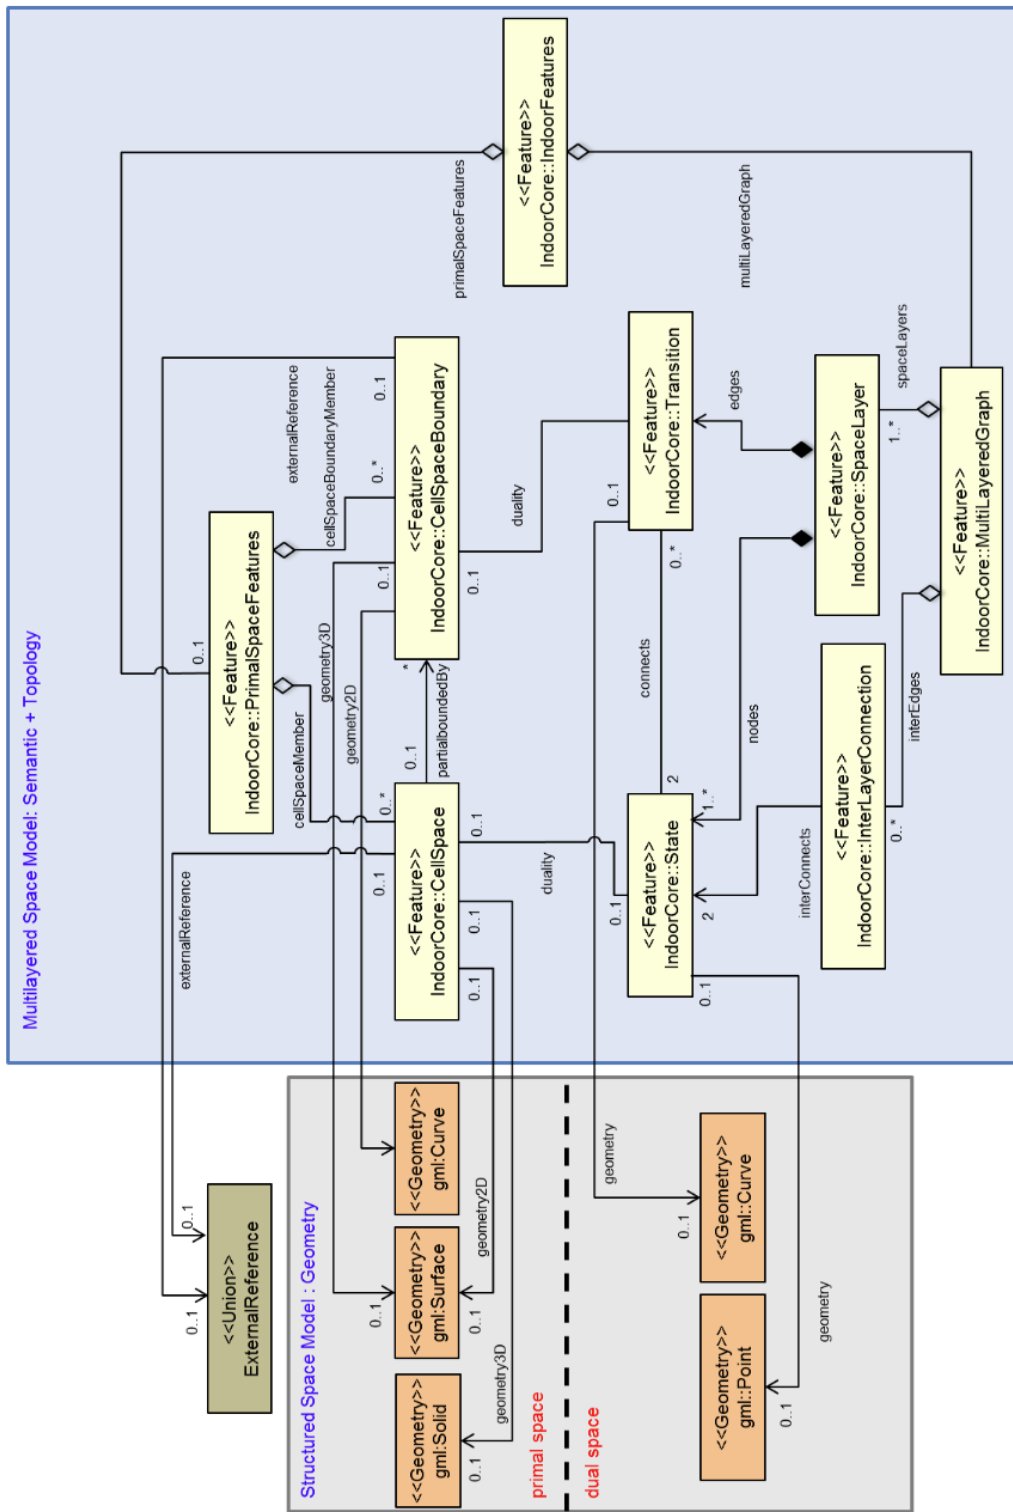 Multilayered Space Model: Semantic + Topology
<<Feature>>
IndoorCore::IndoorFeatures
primalSpaceFeatures
multiLayeredGraph
externalReference
externalReference
0..1
<<Feature>>
IndoorCore::PrimalSpaceFeatures
cellSpaceMember
cellSpaceBoundaryMember
0..*
0..*
0..1
0..1
<<Feature>>
IndoorCore::CellSpace
0..1
partialboundedBy
*
<<Feature>>
IndoorCore::CellSpaceBoundary
geometry3D
geometry2D
0..1
0..1
0..1
0..1
0..1
duality
duality
0..1
0..1
<<Feature>>
IndoorCore::State
2
connects
0..*
<<Feature>>
IndoorCore::Transition
0..1
2
1..*
nodes
edges
interConnects
<<Feature>>
IndoorCore::InterLayerConnection
0..*
interEdges
<<Feature>>
IndoorCore::SpaceLayer
1..*
spaceLayers
<<Feature>>
IndoorCore::MultiLayeredGraph
0..1
0..1
<<Union>>
ExternalReference
Structured Space Model : Geometry
<<Geometry>>
gml:Solid
0..1
<<Geometry>>
gml:Surface
0..1
<<Geometry>>
gml:Curve
0..1
geometry3D
geometry2D
primal space
dual space
geometry
0..1
<<Geometry>>
gml::Point
<<Geometry>>
gml::Curve
0..1
geometry